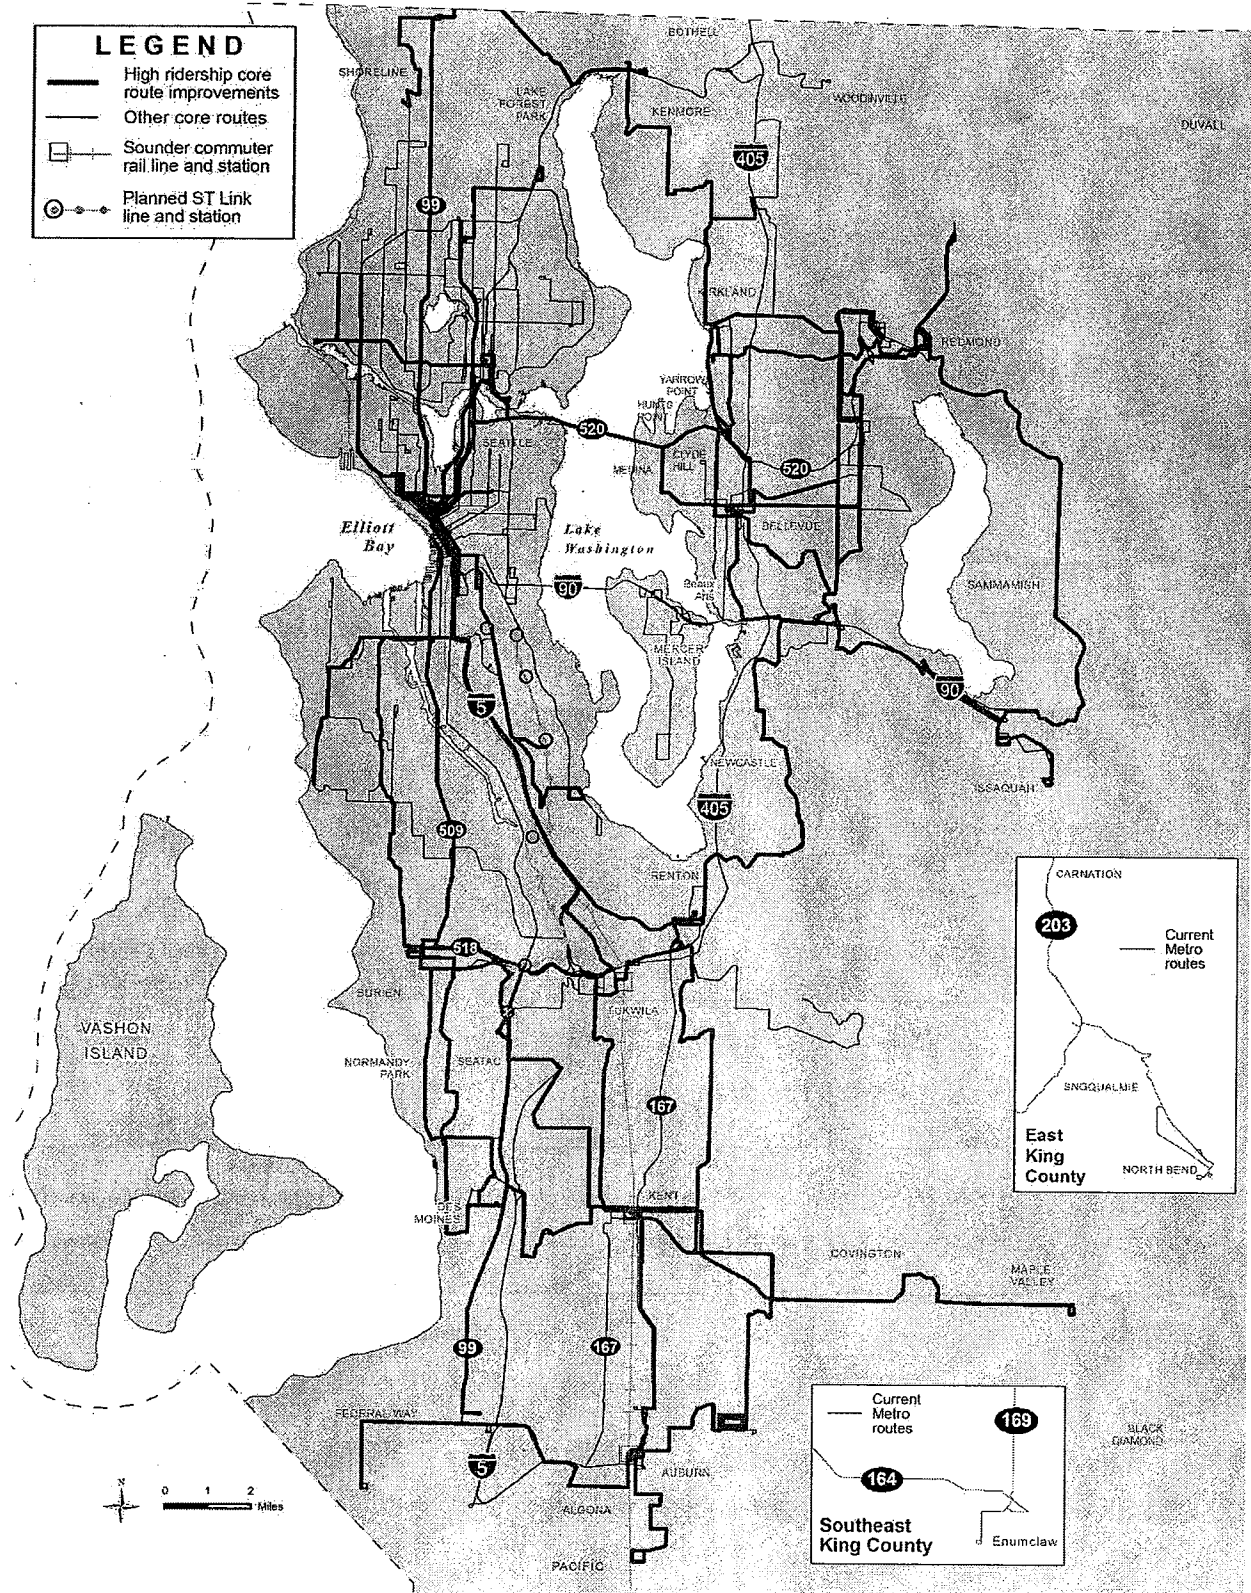 LEGEND
High ridership core
route improvements
Other core routes
Sounder commuter
rail line and station
Planned ST Link
line and station
BOTHELL
SHORELINE
LAKE
FOREST
PARK
KENMORE
WOODINVILLE
DUVALL
405
99
KIRKLAND
REDMOND
YARROW
POINT
HUNTS
POINT
520
SEATTLE
CLYDE
HILL
MEDINA
520
Elliott
Bay
Lake
Washington
BELLEVUE
90
Beaux
Arts
SAMMAMISH
MERCER
ISLAND
90
5
NEWCASTLE
ISSAQUAH
405
509
RENTON
CARNATION
203
Current
Metro
routes
518
BURIEN
TUKWILA
VASHON
ISLAND
NORMANDY
PARK
SEATAC
SNOQUALMIE
167
East
King
County
NORTH BEND
KENT
DES
MOINES
COVINGTON
MAPLE
VALLEY
99
167
FEDERAL WAY
Current
Metro
routes
169
BLACK
DIAMOND
5
AUBURN
164
N
0 1 2
Miles
ALGONA
Southeast
King County
Enumclaw
PACIFIC